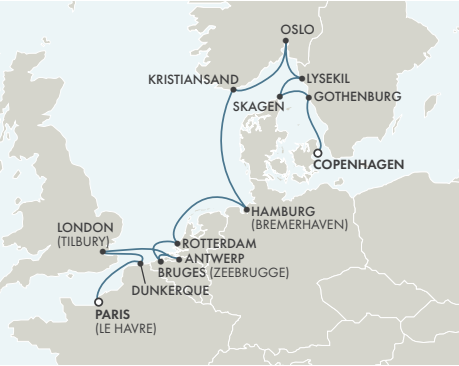 OSLO
KRISTIANSAND
LYSEKIL
SKAGEN
GOTHENBURG
COPENHAGEN
HAMBURG
(BREMERHAVEN)
LONDON
(TILBURY)
ROTTERDAM
ANTWERP
BRUGES (ZEEBRUGGE)
DUNKERQUE
PARIS
(LE HAVRE)